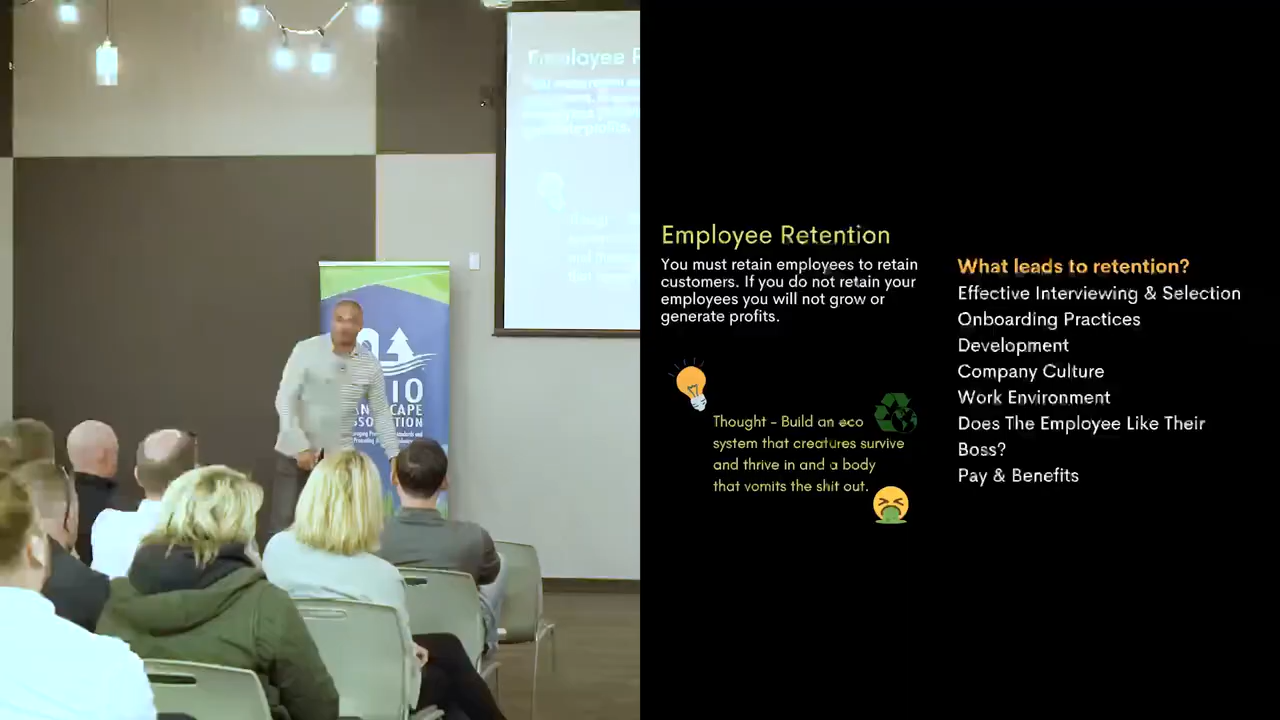 Employee
IO
SCAPE
Employee Retention
You must retain employees to retain
customers. If you do not retain your
employees you will not grow or
generate profits.
Thought - Build an eco
system that creatures survive
and thrive in and a body
that vomits the shit out.
What leads to retention?
Effective Interviewing & Selection
Onboarding Practices
Development
Company Culture
Work Environment
Does The Employee Like Their
Boss?
Pay & Benefits